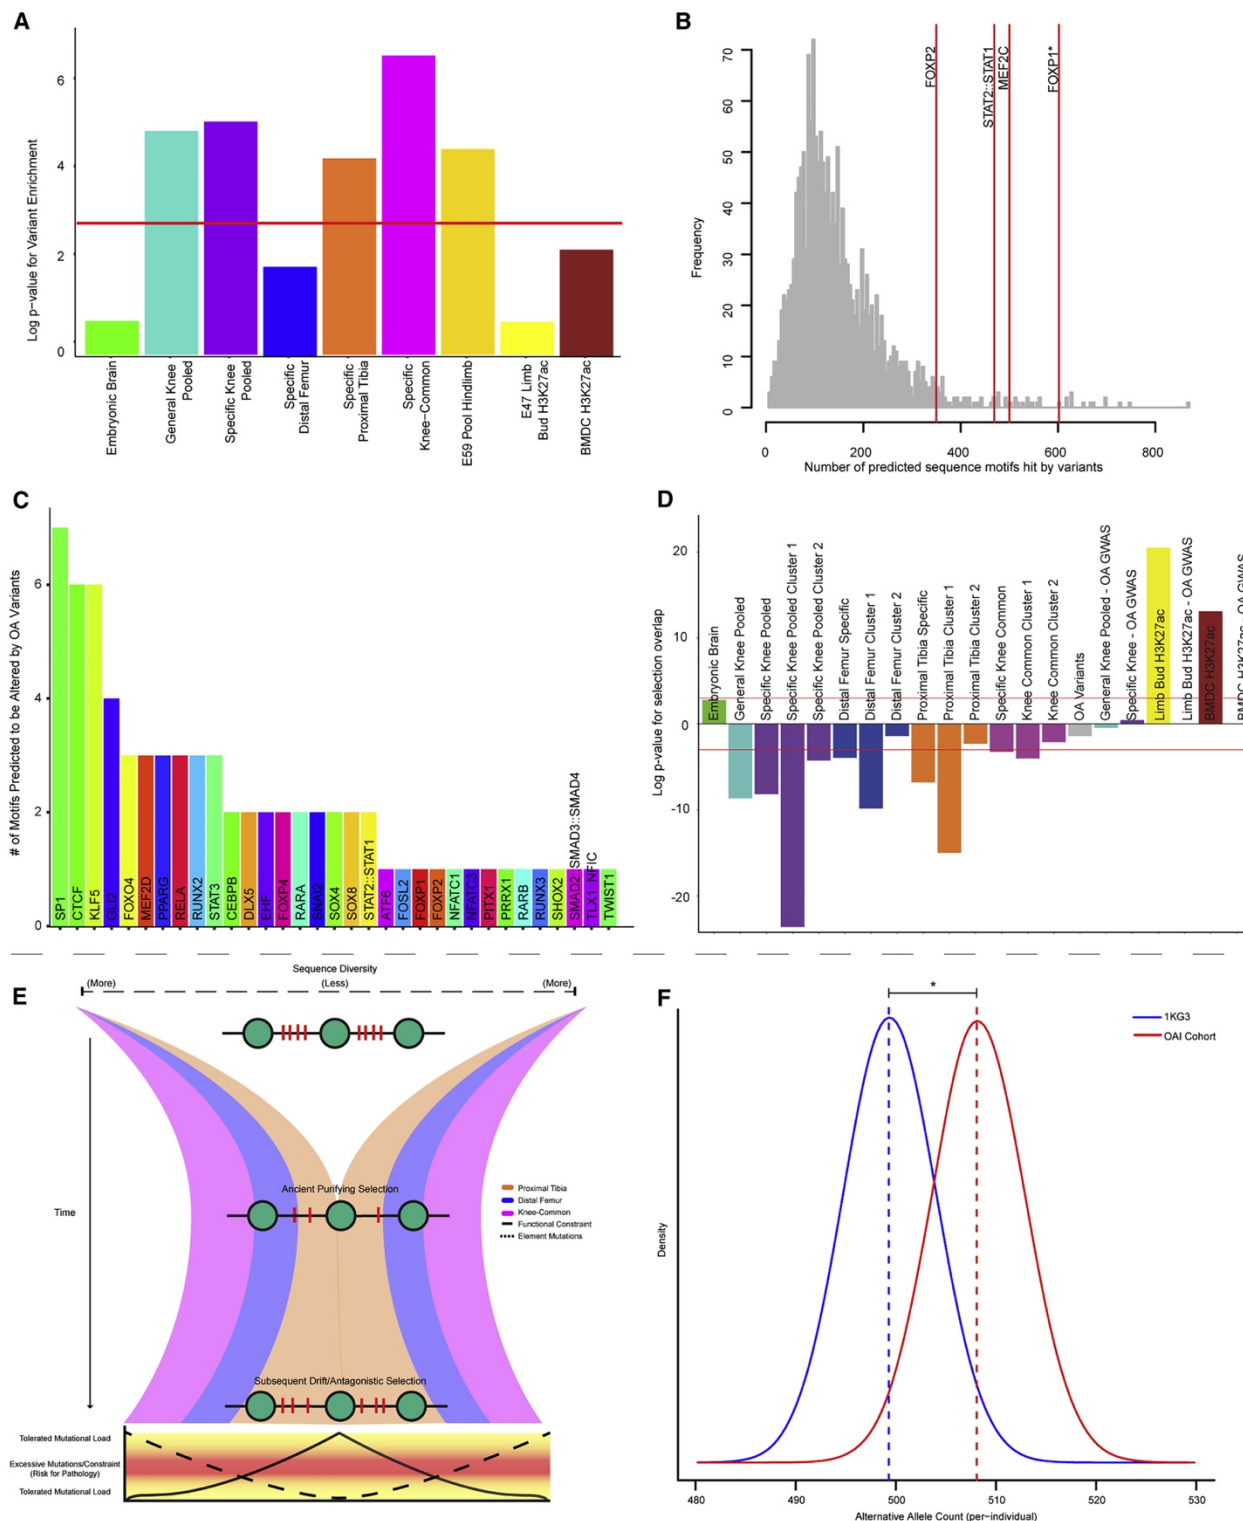 A
Log p-value for Variant Enrichment
6
4
2
0
Embryonic Brain
General Knee
Pooled
Specific Knee
Pooled
Specific
Distal Femur
Specific
Proximal Tibia
Specific
Knee-Common
E59 Pool Hindlimb
E47 Limb
Bud H3K27ac
BMDC H3K27ac
B
Frequency
70
60
50
40
30
20
10
0
FOXP2
STAT2::STAT1
MEF2C
FOXP1*
0
200
400
600
800
Number of predicted sequence motifs hit by variants
C
# of Motifs Predicted to be Altered by OA Variants
6
4
2
0
SP1
CTCF
KLF5
GLI2
FOXO4
MEF2D
PPARG
RELA
RUNX2
STAT3
CEBPB
DLX5
EHF
FOXP4
RARA
SNAI2
SOX4
SOX8
STAT2::STAT1
ATF6
FOSL2
FOXP1
FOXP2
NFATC1
NFATC3
PITX1
PRRX1
RARB
RUNX3
SHOX2
SMAD2::SMAD3::SMAD4
TLX1::NFIC
TWIST1
D
Log p-value for selection overlap
20
10
0
-10
-20
Embryonic Brain
General Knee Pooled
Specific Knee Pooled
Specific Knee Pooled Cluster 1
Specific Knee Pooled Cluster 2
Distal Femur Specific
Distal Femur Cluster 1
Distal Femur Cluster 2
Proximal Tibia Specific
Proximal Tibia Cluster 1
Proximal Tibia Cluster 2
Specific Knee Common
Knee Common Cluster 1
Knee Common Cluster 2
OA Variants
General Knee Pooled - OA GWAS
Specific Knee - OA GWAS
Limb Bud H3K27ac
Limb Bud H3K27ac - OA GWAS
BMDC H3K27ac
BMDC H3K27ac - OA GWAS
E
Sequence Diversity
(More)
(Less)
(More)
Time
Ancient Purifying Selection
Proximal Tibia
Distal Femur
Knee-Common
Functional Constraint
Element Mutations
Subsequent Drift/Antagonistic Selection
Tolerated Mutational Load
Excessive Mutations/Constraint
(Risk for Pathology)
Tolerated Mutational Load
F
*
1KG3
OAI Cohort
Density
480
490
500
510
520
530
Alternative Allele Count (per-individual)